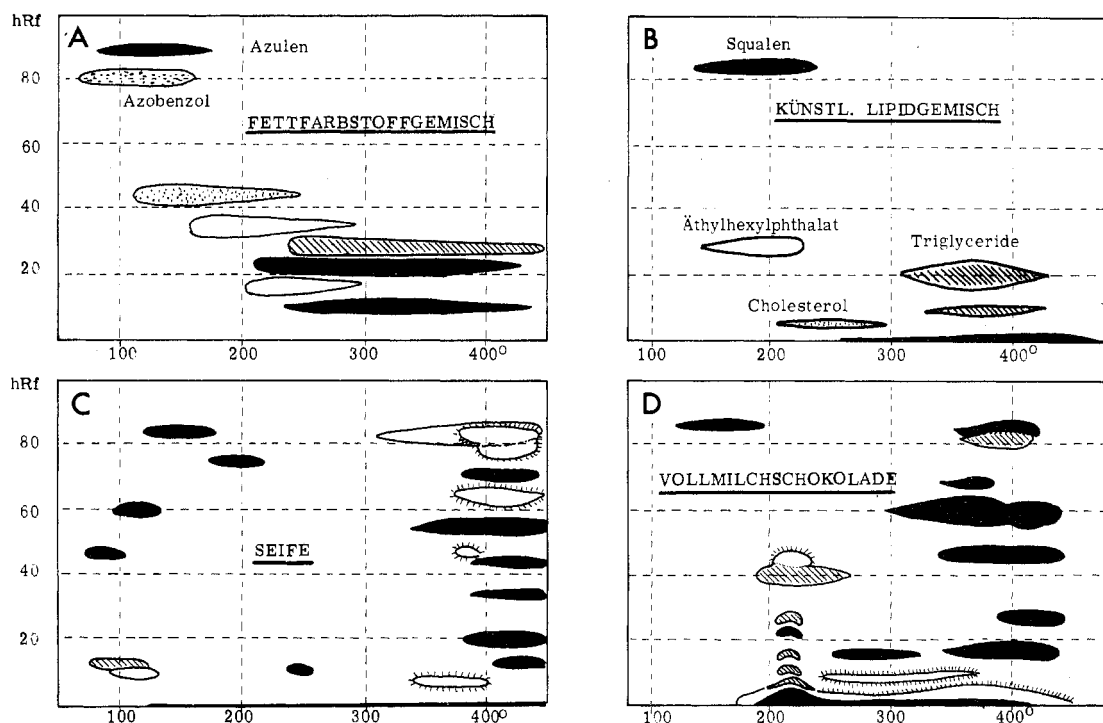 hRf
A
Azulen
80
Azobenzol
FETTFARBSTOFFGEMISCH
60
40
20
100 200 300 400°
B
Squalen
KÜNSTL. LIPIDGEMISCH
Äthylhexylphthalat
Triglyceride
Cholesterol
100 200 300 400°
hRf
C
80
60
SEIFE
40
20
100 200 300 400°
D
VOLLMILCHSCHOKOLADE
100 200 300 400°